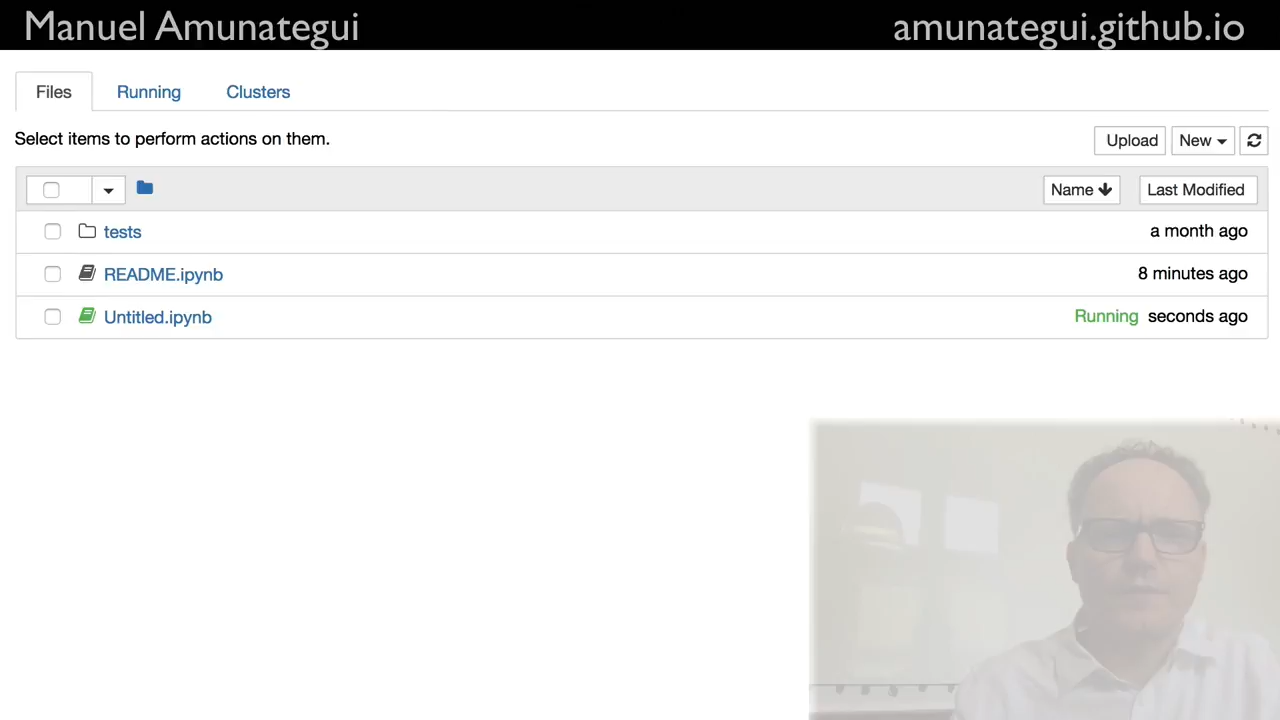 Manuel Amunategui amunategui.github.io
Files Running Clusters
Select items to perform actions on them. Upload New
Name Last Modified
tests a month ago
README.ipynb 8 minutes ago
Untitled.ipynb Running seconds ago